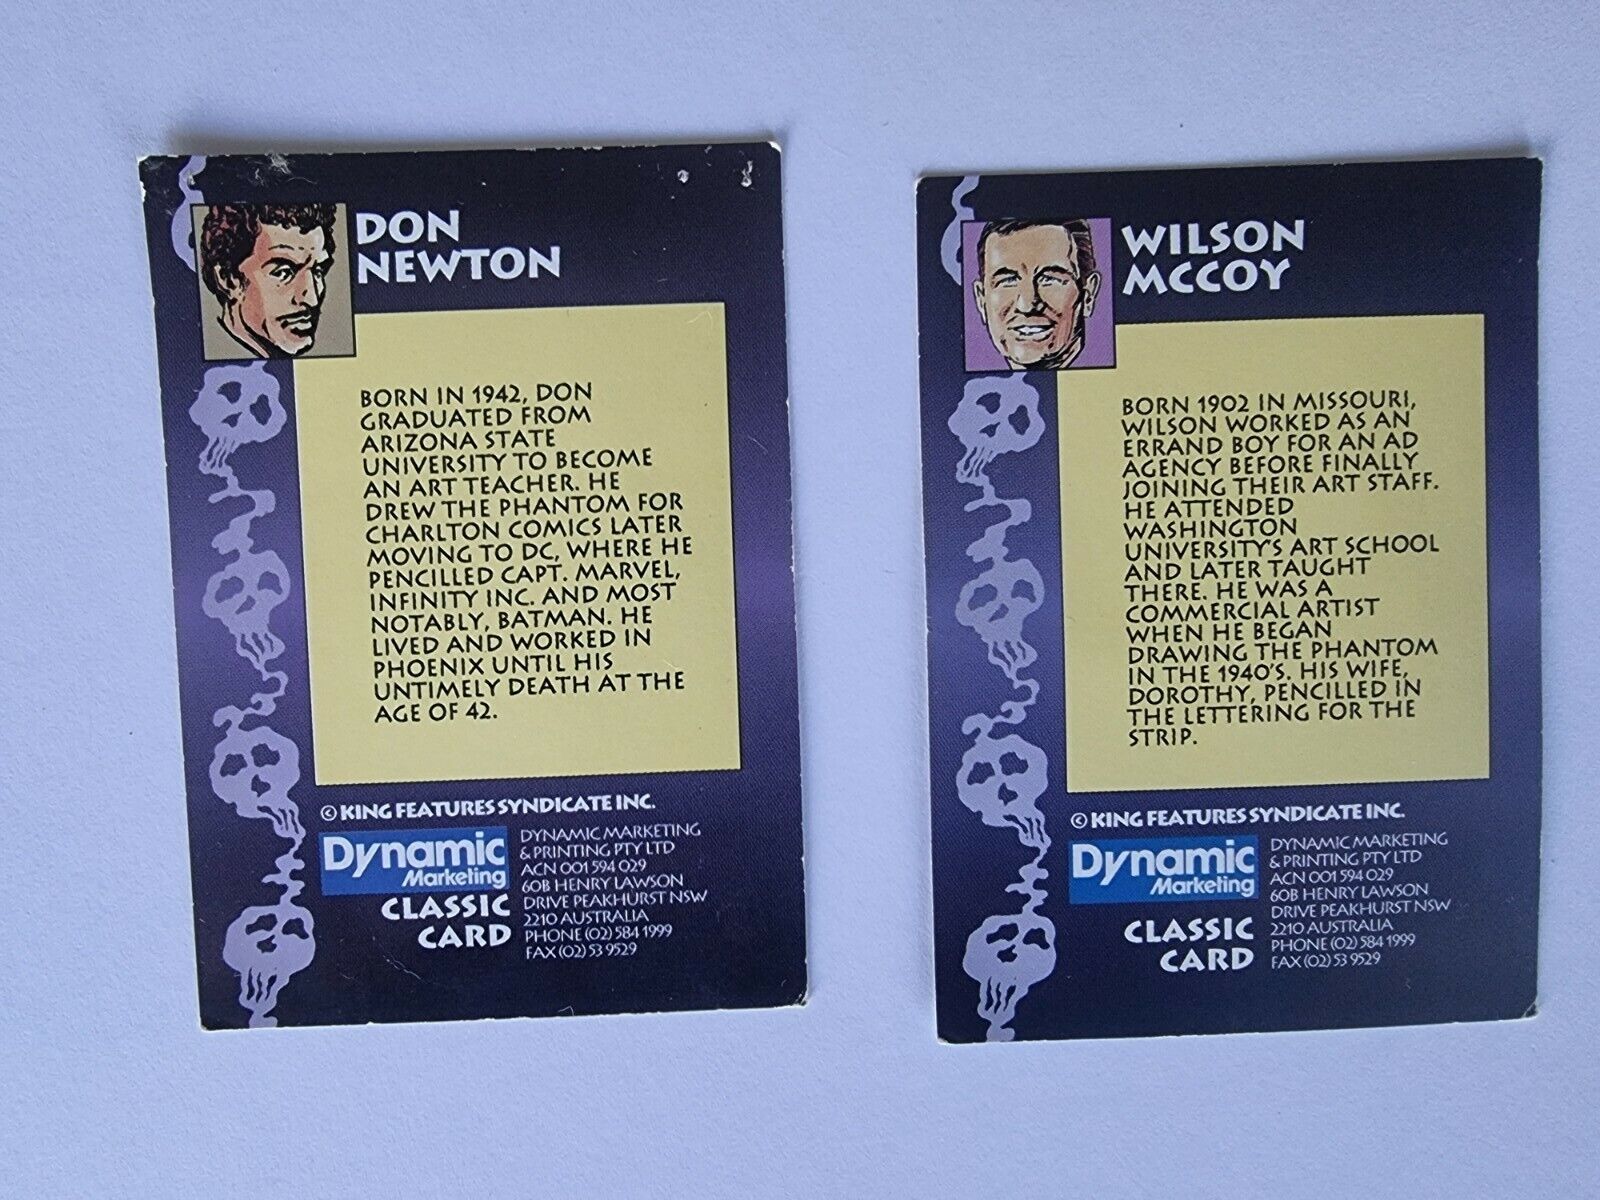 DON
NEWTON
BORN IN 1942, DON
GRADUATED FROM
ARIZONA STATE
UNIVERSITY TO BECOME
AN ART TEACHER. HE
DREW THE PHANTOM FOR
CHARLTON COMICS LATER
MOVING TO DC, WHERE HE
PENCILLED CAPT. MARVEL,
INFINITY INC. AND MOST
NOTABLY, BATMAN. HE
LIVED AND WORKED IN
PHOENIX UNTIL HIS
UNTIMELY DEATH AT THE
AGE OF 42.
© KING FEATURES SYNDICATE INC.
Dynamic
Marketing
CLASSIC
CARD
DYNAMIC MARKETING
& PRINTING PTY LTD
ACN 001 594 029
60B HENRY LAWSON
DRIVE PEAKHURST NSW
2210 AUSTRALIA
PHONE (02) 584 1999
FAX (02) 53 9529
WILSON
MCCOY
BORN 1902 IN MISSOURI,
WILSON WORKED AS AN
ERRAND BOY FOR AN AD
AGENCY BEFORE FINALLY
JOINING THEIR ART STAFF.
HE ATTENDED
WASHINGTON
UNIVERSITY'S ART SCHOOL
AND LATER TAUGHT
THERE. HE WAS A
COMMERCIAL ARTIST
WHEN HE BEGAN
DRAWING THE PHANTOM
IN THE 1940'S. HIS WIFE,
DOROTHY, PENCILLED IN
THE LETTERING FOR THE
STRIP.
© KING FEATURES SYNDICATE INC.
Dynamic
Marketing
CLASSIC
CARD
DYNAMIC MARKETING
& PRINTING PTY LTD
ACN 001 594 029
60B HENRY LAWSON
DRIVE PEAKHURST NSW
2210 AUSTRALIA
PHONE (02) 584 1999
FAX (02) 53 9529